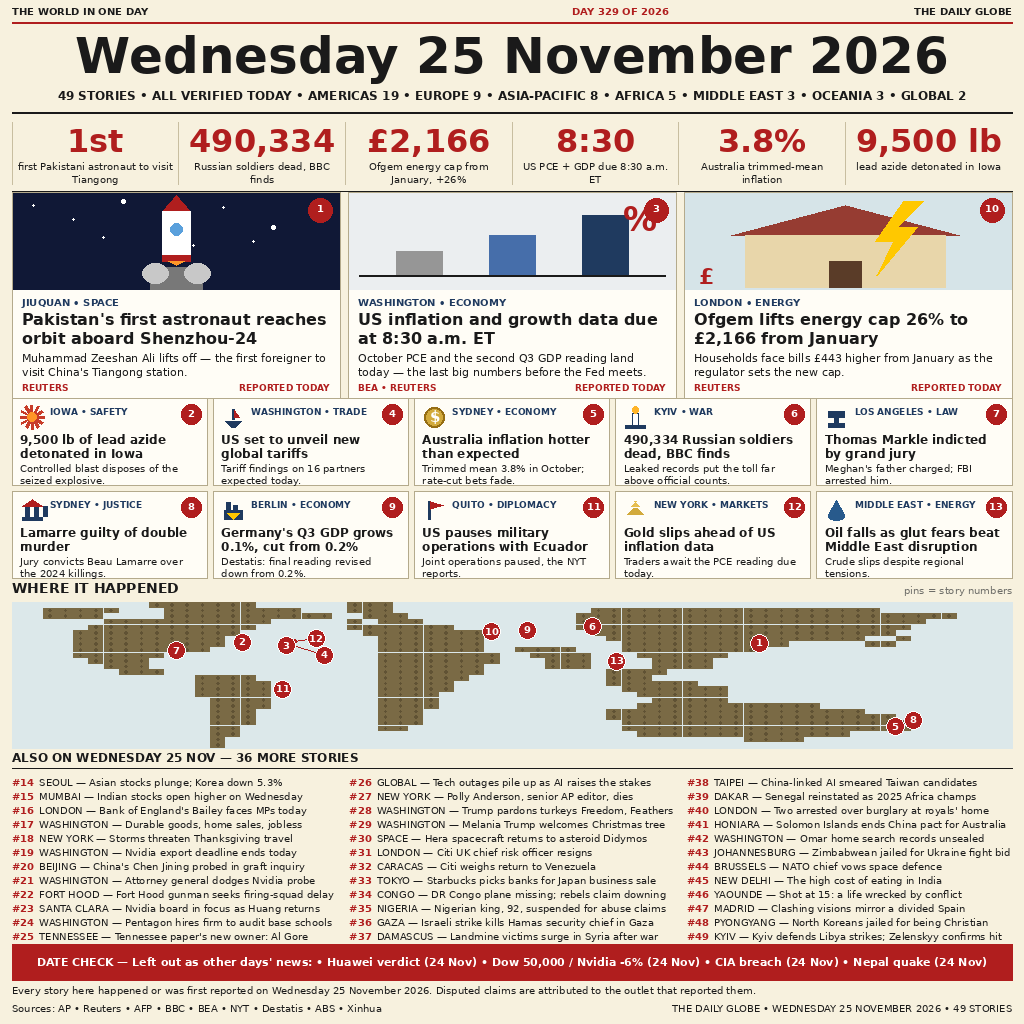 THE WORLD IN ONE DAY
DAY 329 OF 2026
THE DAILY GLOBE
Wednesday 25 November 2026
49 STORIES • ALL VERIFIED TODAY • AMERICAS 19 • EUROPE 9 • ASIA-PACIFIC 8 • AFRICA 5 • MIDDLE EAST 3 • OCEANIA 3 • GLOBAL 2
1st
first Pakistani astronaut to visit
Tiangong
490,334
Russian soldiers dead, BBC
finds
£2,166
Ofgem energy cap from
January, +26%
8:30
US PCE + GDP due 8:30 a.m.
ET
3.8%
Australia trimmed-mean
inflation
9,500 lb
lead azide detonated in Iowa
1
JIUQUAN • SPACE
Pakistan's first astronaut reaches
orbit aboard Shenzhou-24
Muhammad Zeeshan Ali lifts off — the first foreigner to
visit China's Tiangong station.
REUTERS
REPORTED TODAY
%
3
WASHINGTON • ECONOMY
US inflation and growth data due
at 8:30 a.m. ET
October PCE and the second Q3 GDP reading land
today — the last big numbers before the Fed meets.
BEA • REUTERS
REPORTED TODAY
£
10
LONDON • ENERGY
Ofgem lifts energy cap 26% to
£2,166 from January
Households face bills £443 higher from January as the
regulator sets the new cap.
REUTERS
REPORTED TODAY
IOWA • SAFETY
2
9,500 lb of lead azide
detonated in Iowa
Controlled blast disposes of the
seized explosive.
WASHINGTON • TRADE
4
US set to unveil new
global tariffs
Tariff findings on 16 partners
expected today.
$
SYDNEY • ECONOMY
5
Australia inflation hotter
than expected
Trimmed mean 3.8% in October;
rate-cut bets fade.
KYIV • WAR
6
490,334 Russian soldiers
dead, BBC finds
Leaked records put the toll far
above official counts.
LOS ANGELES • LAW
7
Thomas Markle indicted
by grand jury
Meghan's father charged; FBI
arrested him.
SYDNEY • JUSTICE
8
Lamarre guilty of double
murder
Jury convicts Beau Lamarre over
the 2024 killings.
BERLIN • ECONOMY
9
Germany's Q3 GDP grows
0.1%, cut from 0.2%
Destatis: final reading revised
down from 0.2%.
QUITO • DIPLOMACY
11
US pauses military
operations with Ecuador
Joint operations paused, the NYT
reports.
NEW YORK • MARKETS
12
Gold slips ahead of US
inflation data
Traders await the PCE reading due
today.
MIDDLE EAST • ENERGY
13
Oil falls as glut fears beat
Middle East disruption
Crude slips despite regional
tensions.
WHERE IT HAPPENED
pins = story numbers
7
2
3
12
4
11
10
9
6
13
1
5
8
ALSO ON WEDNESDAY 25 NOV — 36 MORE STORIES
#14 SEOUL — Asian stocks plunge; Korea down 5.3%
#15 MUMBAI — Indian stocks open higher on Wednesday
#16 LONDON — Bank of England's Bailey faces MPs today
#17 WASHINGTON — Durable goods, home sales, jobless
#18 NEW YORK — Storms threaten Thanksgiving travel
#19 WASHINGTON — Nvidia export deadline ends today
#20 BEIJING — China's Chen Jining probed in graft inquiry
#21 WASHINGTON — Attorney general dodges Nvidia probe
#22 FORT HOOD — Fort Hood gunman seeks firing-squad delay
#23 SANTA CLARA — Nvidia board in focus as Huang returns
#24 WASHINGTON — Pentagon hires firm to audit base schools
#25 TENNESSEE — Tennessee paper's new owner: Al Gore
#26 GLOBAL — Tech outages pile up as AI raises the stakes
#27 NEW YORK — Polly Anderson, senior AP editor, dies
#28 WASHINGTON — Trump pardons turkeys Freedom, Feathers
#29 WASHINGTON — Melania Trump welcomes Christmas tree
#30 SPACE — Hera spacecraft returns to asteroid Didymos
#31 LONDON — Citi UK chief risk officer resigns
#32 CARACAS — Citi weighs return to Venezuela
#33 TOKYO — Starbucks picks banks for Japan business sale
#34 CONGO — DR Congo plane missing; rebels claim downing
#35 NIGERIA — Nigerian king, 92, suspended for abuse claims
#36 GAZA — Israeli strike kills Hamas security chief in Gaza
#37 DAMASCUS — Landmine victims surge in Syria after war
#38 TAIPEI — China-linked AI smeared Taiwan candidates
#39 DAKAR — Senegal reinstated as 2025 Africa champs
#40 LONDON — Two arrested over burglary at royals' home
#41 HONIARA — Solomon Islands ends China pact for Australia
#42 WASHINGTON — Omar home search records unsealed
#43 JOHANNESBURG — Zimbabwean jailed for Ukraine fight bid
#44 BRUSSELS — NATO chief vows space defence
#45 NEW DELHI — The high cost of eating in India
#46 YAOUNDE — Shot at 15: a life wrecked by conflict
#47 MADRID — Clashing visions mirror a divided Spain
#48 PYONGYANG — North Koreans jailed for being Christian
#49 KYIV — Kyiv defends Libya strikes; Zelenskyy confirms hit
DATE CHECK — Left out as other days' news: • Huawei verdict (24 Nov) • Dow 50,000 / Nvidia -6% (24 Nov) • CIA breach (24 Nov) • Nepal quake (24 Nov)
Every story here happened or was first reported on Wednesday 25 November 2026. Disputed claims are attributed to the outlet that reported them.
Sources: AP • Reuters • AFP • BBC • BEA • NYT • Destatis • ABS • Xinhua
THE DAILY GLOBE • WEDNESDAY 25 NOVEMBER 2026 • 49 STORIES